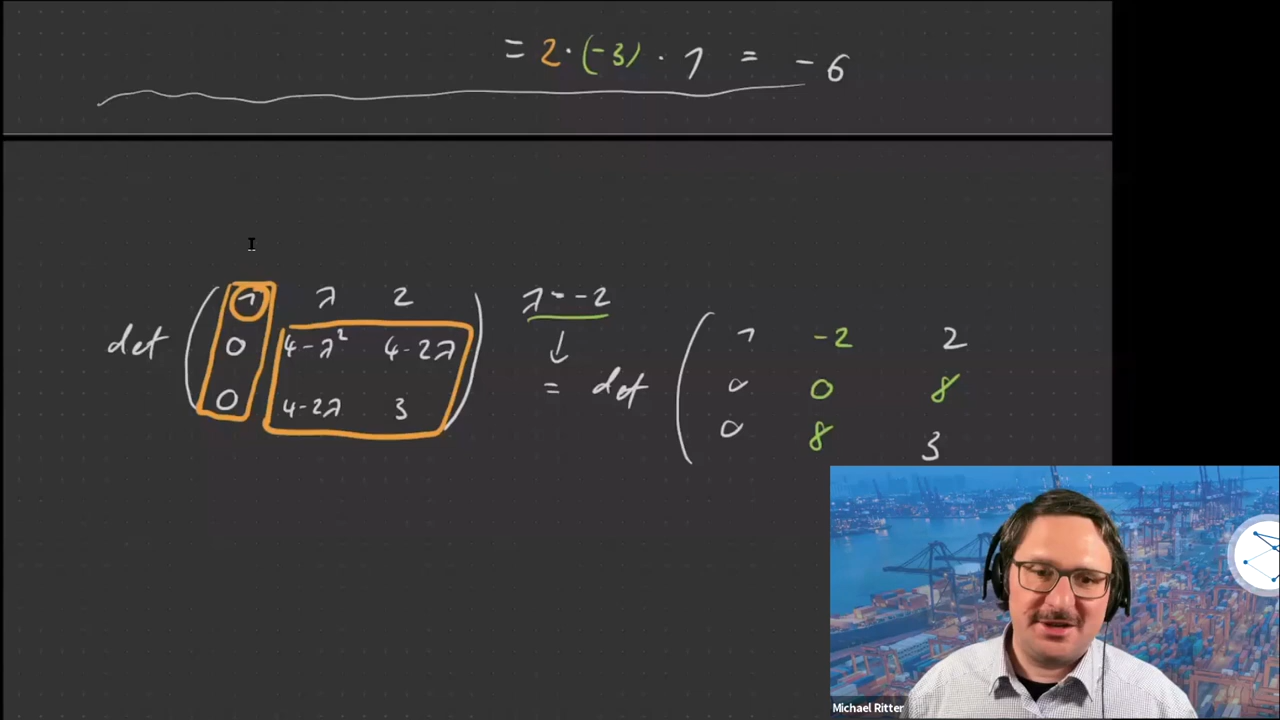 = 2 · (-3) · 1 = -6
det ( 1 λ 2 λ = -2
0 4-λ² 4-2λ ↓
0 4-2λ 3 )
= det ( 1 -2 2
0 0 8
0 8 3
Michael Ritter